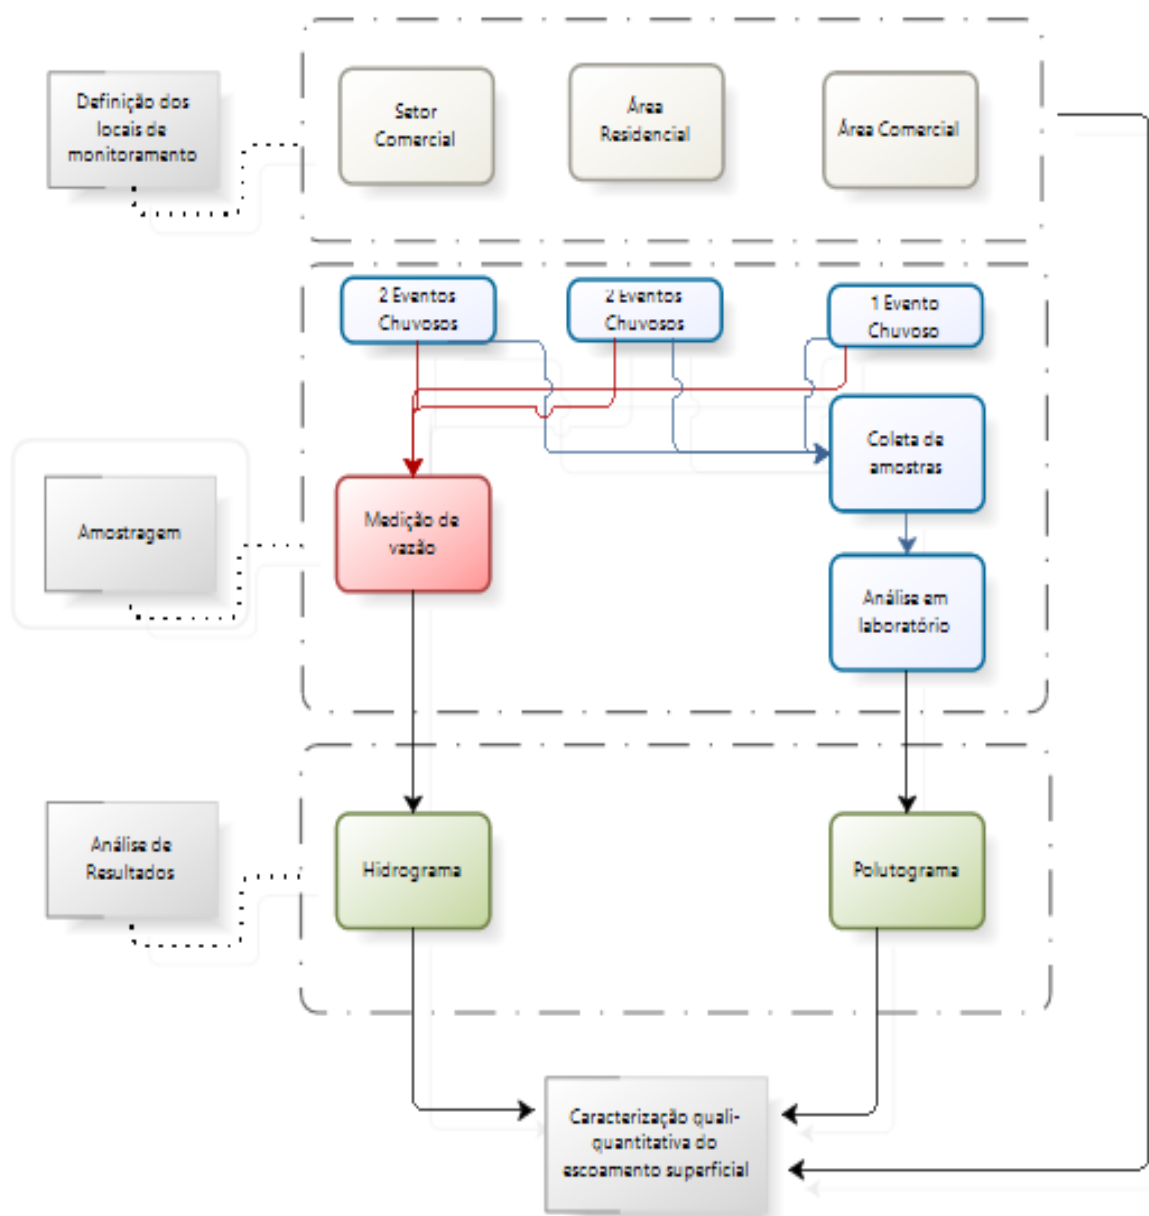 Definição dos
locais de
monitoramento
Setor
Comercial
Área
Residencial
Área Comercial
2 Eventos
Chuvosos
2 Eventos
Chuvosos
1 Evento
Chuvoso
Coleta de
amostras
Amostragem
Medição de
vazão
Análise em
laboratório
Análise de
Resultados
Hidrograma
Polutograma
Caracterização quali-
quantitativa do
escoamento superficial